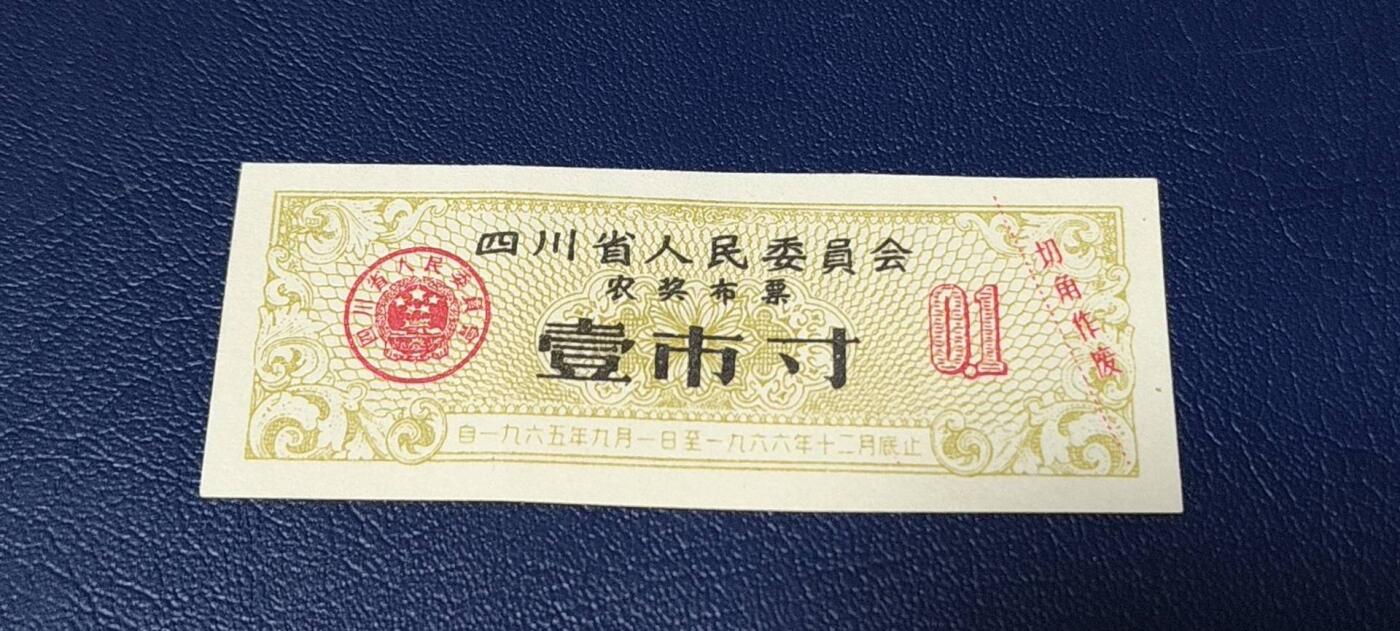 四川省人民委員会
农奖布票
壹市寸
四川省人民委員会
0.1
切角作废
自一九六五年九月一日至一九六六年十二月底止